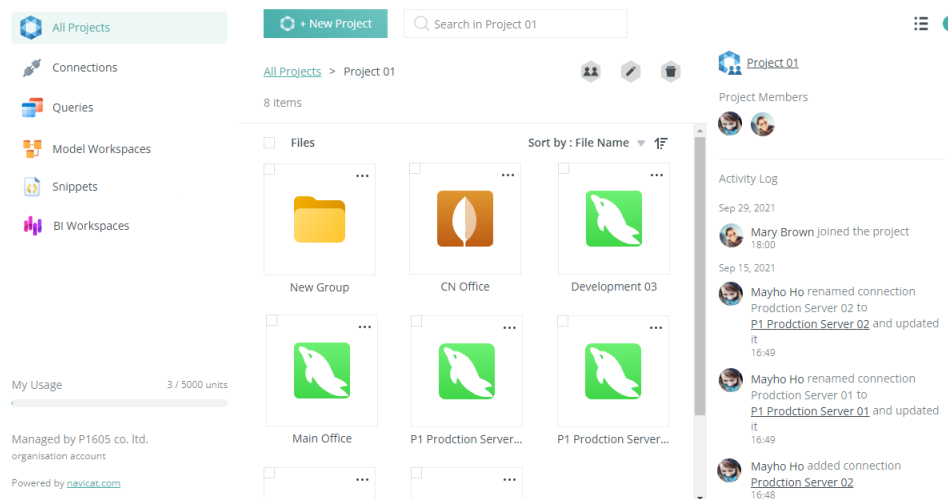 All Projects
Connections
Queries
Model Workspaces
Snippets
BI Workspaces
My Usage
3 / 5000 units
Managed by P1605 co. ltd.
organisation account
Powered by navicat.com
+ New Project
Search in Project 01
All Projects > Project 01
8 items
Files
Sort by : File Name
New Group
CN Office
Development 03
Main Office
P1 Prodction Server...
P1 Prodction Server...
Project 01
Project Members
Activity Log
Sep 29, 2021
Mary Brown joined the project
18:00
Sep 15, 2021
Mayho Ho renamed connection
Prodction Server 02 to
P1 Prodction Server 02 and updated
it
16:49
Mayho Ho renamed connection
Prodction Server 01 to
P1 Prodction Server 01 and updated
it
16:49
Mayho Ho added connection
Prodction Server 02
16:48